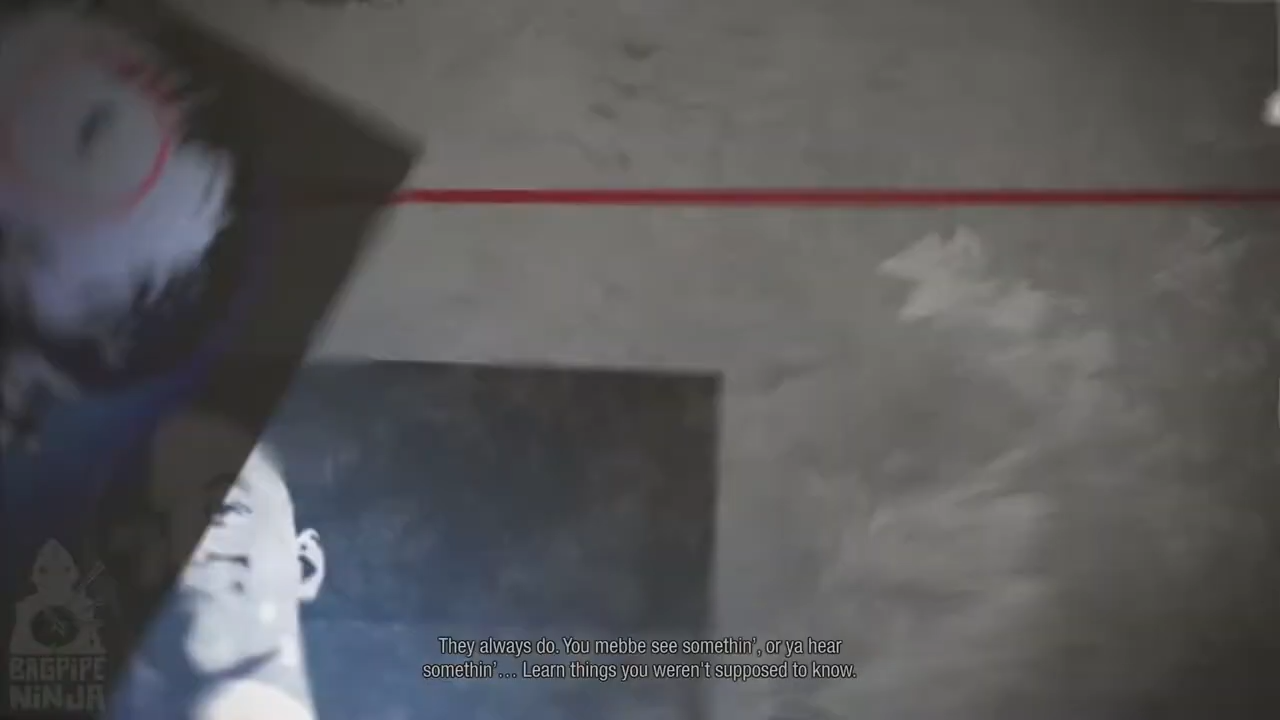 They always do. You mebbe see somethin', or ya hear
somethin'... Learn things you weren't supposed to know.
BAGPIPE
NiNJA